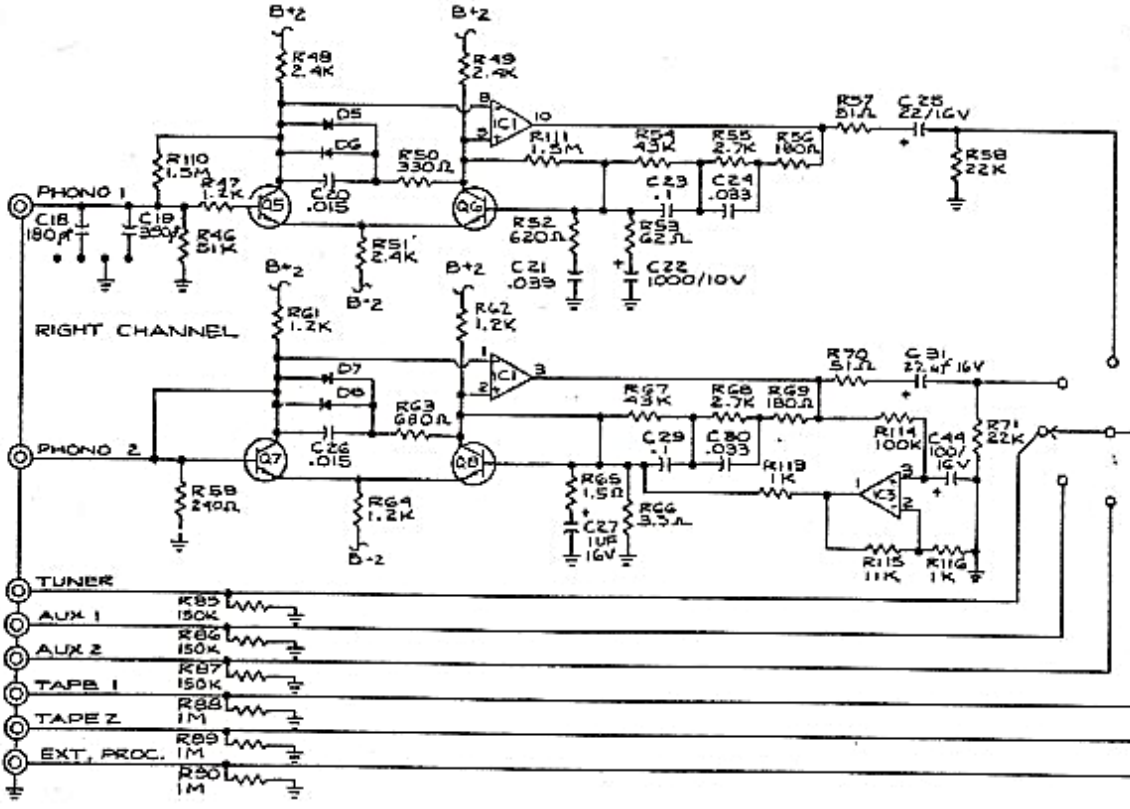 B+2
B+2
R48
2.4K
R49
2.4K
D5
D6
8
9
IC1
10
R57
51Ω
C25
22/16V
R110
1.5M
R50
330Ω
R111
1.5M
R54
43K
R55
2.7K
R56
180Ω
R58
22K
PHONO 1
R47
1.2K
C20
.015
Q5
Q6
C23
.1
C24
.033
C18
180pf
C19
R46
51K
R51
2.4K
R52
620Ω
R53
62Ω
C21
.039
C22
1000/10V
B-2
B+2
B+2
R61
1.2K
R62
1.2K
RIGHT CHANNEL
D7
D8
1
2
IC1
3
R70
51Ω
C31
22uf 16V
R63
680Ω
R67
R68
2.7K
R69
180Ω
R114
100K
C44
100/
16V
R71
22K
PHONO 2
C26
.015
Q7
Q8
C29
.1
C30
.033
R113
1K
1
IC3
3
2
R59
240Ω
R64
1.2K
R65
1.5Ω
C27
1UF
16V
R66
3.3Ω
B-2
R115
11K
R116
1K
TUNER
R85
150K
AUX 1
R86
150K
AUX 2
R87
150K
TAPE 1
R88
1M
TAPE 2
R89
1M
EXT, PROC.
R90
1M